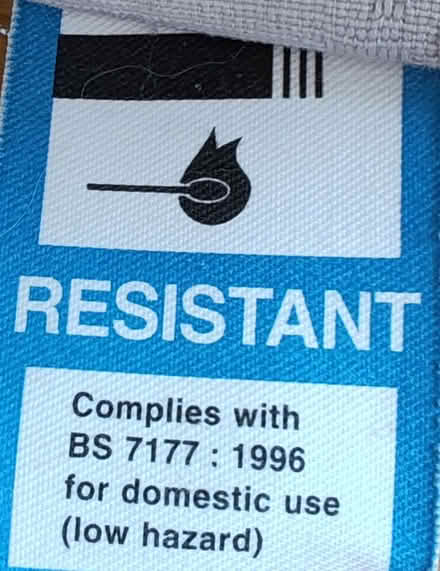 RESISTANT
Complies with
BS 7177 : 1996
for domestic use
(low hazard)